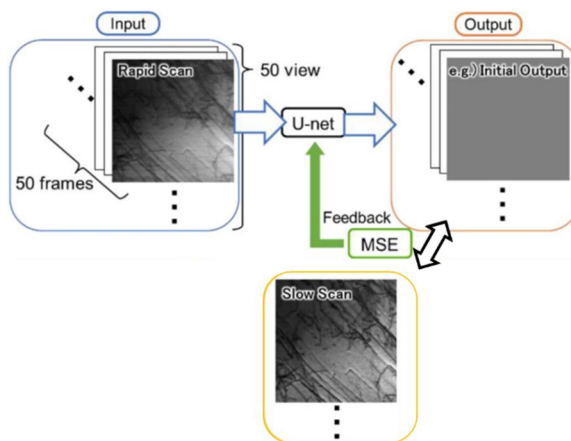 Input
Output
Rapid Scan
50 view
e.g.) Initial Output
U-net
50 frames
Feedback
MSE
Slow Scan